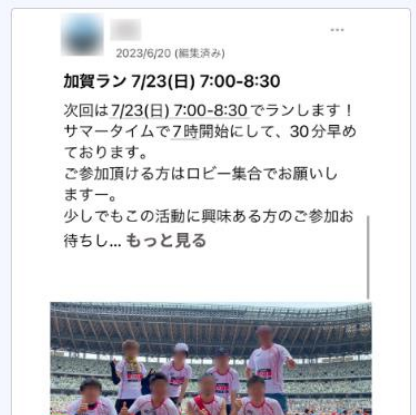 2023/6/20 (編集済み)
加賀ラン 7/23(日) 7:00-8:30
次回は7/23(日) 7:00-8:30でランします！
サマータイムで7時開始にして、30分早め
ております。
ご参加頂ける方はロビー集合でお願いし
ますー。
少しでもこの活動に興味ある方のご参加お
待ちし... もっと見る